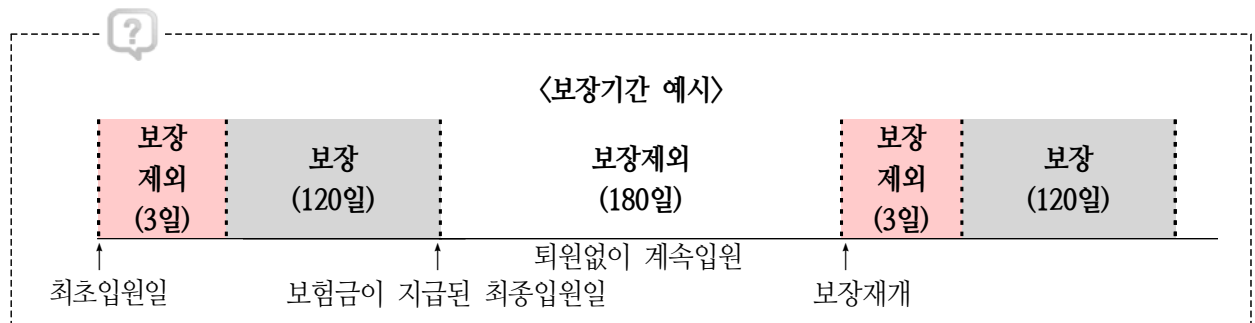 ?
〈보장기간 예시〉
보장
제외
(3일)
보장
(120일)
보장제외
(180일)
보장
제외
(3일)
보장
(120일)
퇴원없이 계속입원
최초입원일
보험금이 지급된 최종입원일
보장재개